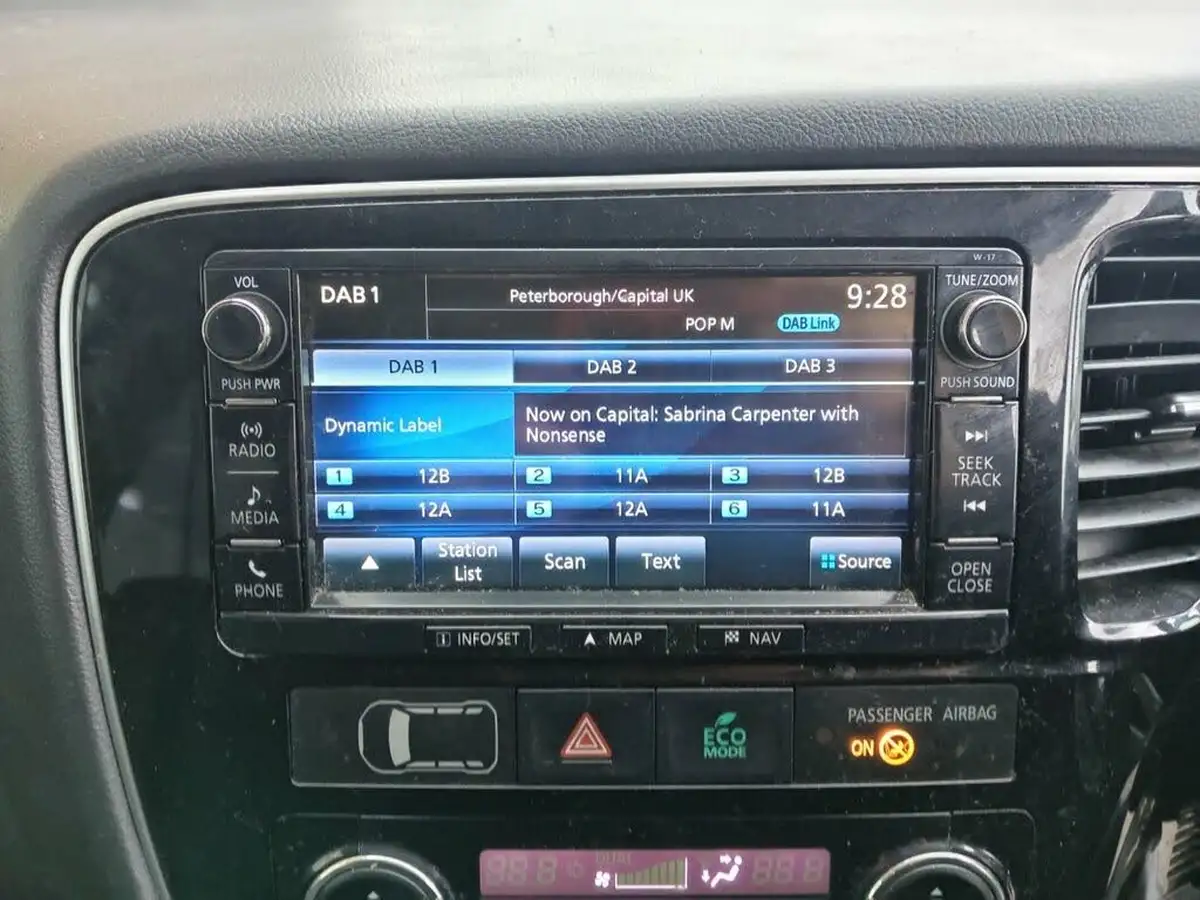 W-17
VOL
TUNE/ZOOM
DAB 1
Peterborough/Capital UK
9:28
POP M
DAB Link
PUSH PWR
PUSH SOUND
DAB 1
DAB 2
DAB 3
Dynamic Label
Now on Capital: Sabrina Carpenter with
Nonsense
RADIO
MEDIA
PHONE
SEEK
TRACK
OPEN
CLOSE
1 12B
2 11A
3 12B
4 12A
5 12A
6 11A
Station
List
Scan
Text
Source
i INFO/SET
MAP
NAV
ECO
MODE
PASSENGER AIRBAG
ON
DUAL